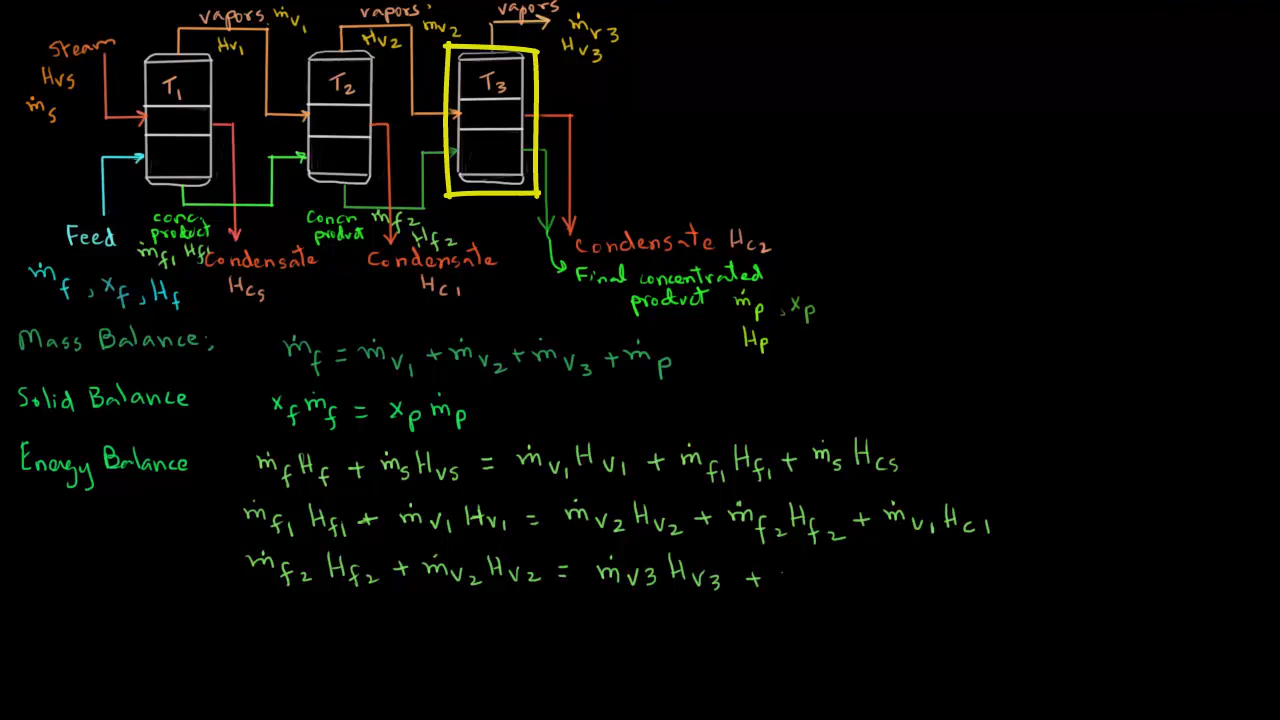 vapors ṁv1
vapors ṁv2
vapors
ṁv3
Steam
Hv1
Hv2
Hv3
Hvs
T1
T2
T3
ṁs
Feed
conc.
product
ṁf1 Hf1
Concn
product
ṁf2
Hf2
Condensate
Hcs
Condensate
Hc1
Condensate Hc2
Final concentrated
product ṁp, xp
Hp
ṁf, xf, Hf
Mass Balance: ṁf = ṁv1 + ṁv2 + ṁv3 + ṁp
Solid Balance xf ṁf = xp ṁp
Energy Balance ṁf Hf + ṁs Hvs = ṁv1 Hv1 + ṁf1 Hf1 + ṁs Hcs
ṁf1 Hf1 + ṁv1 Hv1 = ṁv2 Hv2 + ṁf2 Hf2 + ṁv1 Hc1
ṁf2 Hf2 + ṁv2 Hv2 = ṁv3 Hv3 +